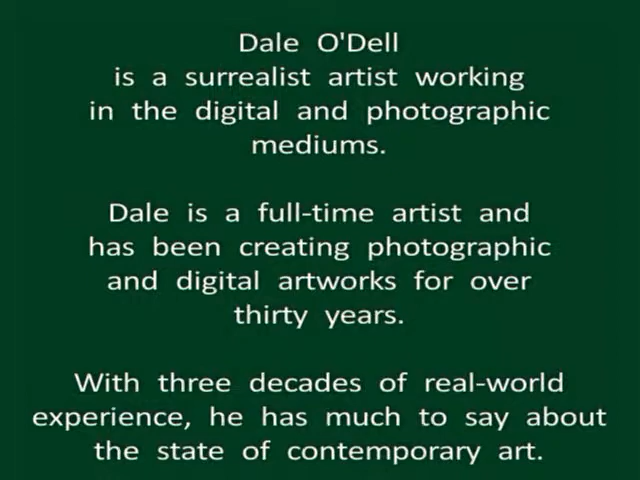 Dale O'Dell
is a surrealist artist working
in the digital and photographic
mediums.
Dale is a full-time artist and
has been creating photographic
and digital artworks for over
thirty years.
With three decades of real-world
experience, he has much to say about
the state of contemporary art.